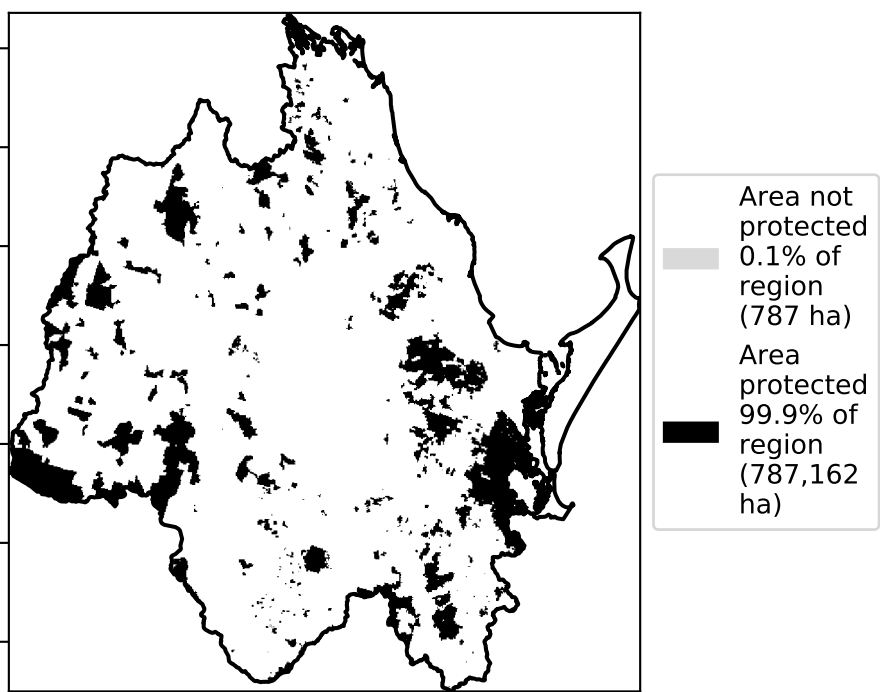 Area not
protected
0.1% of
region
(787 ha)
Area
protected
99.9% of
region
(787,162
ha)